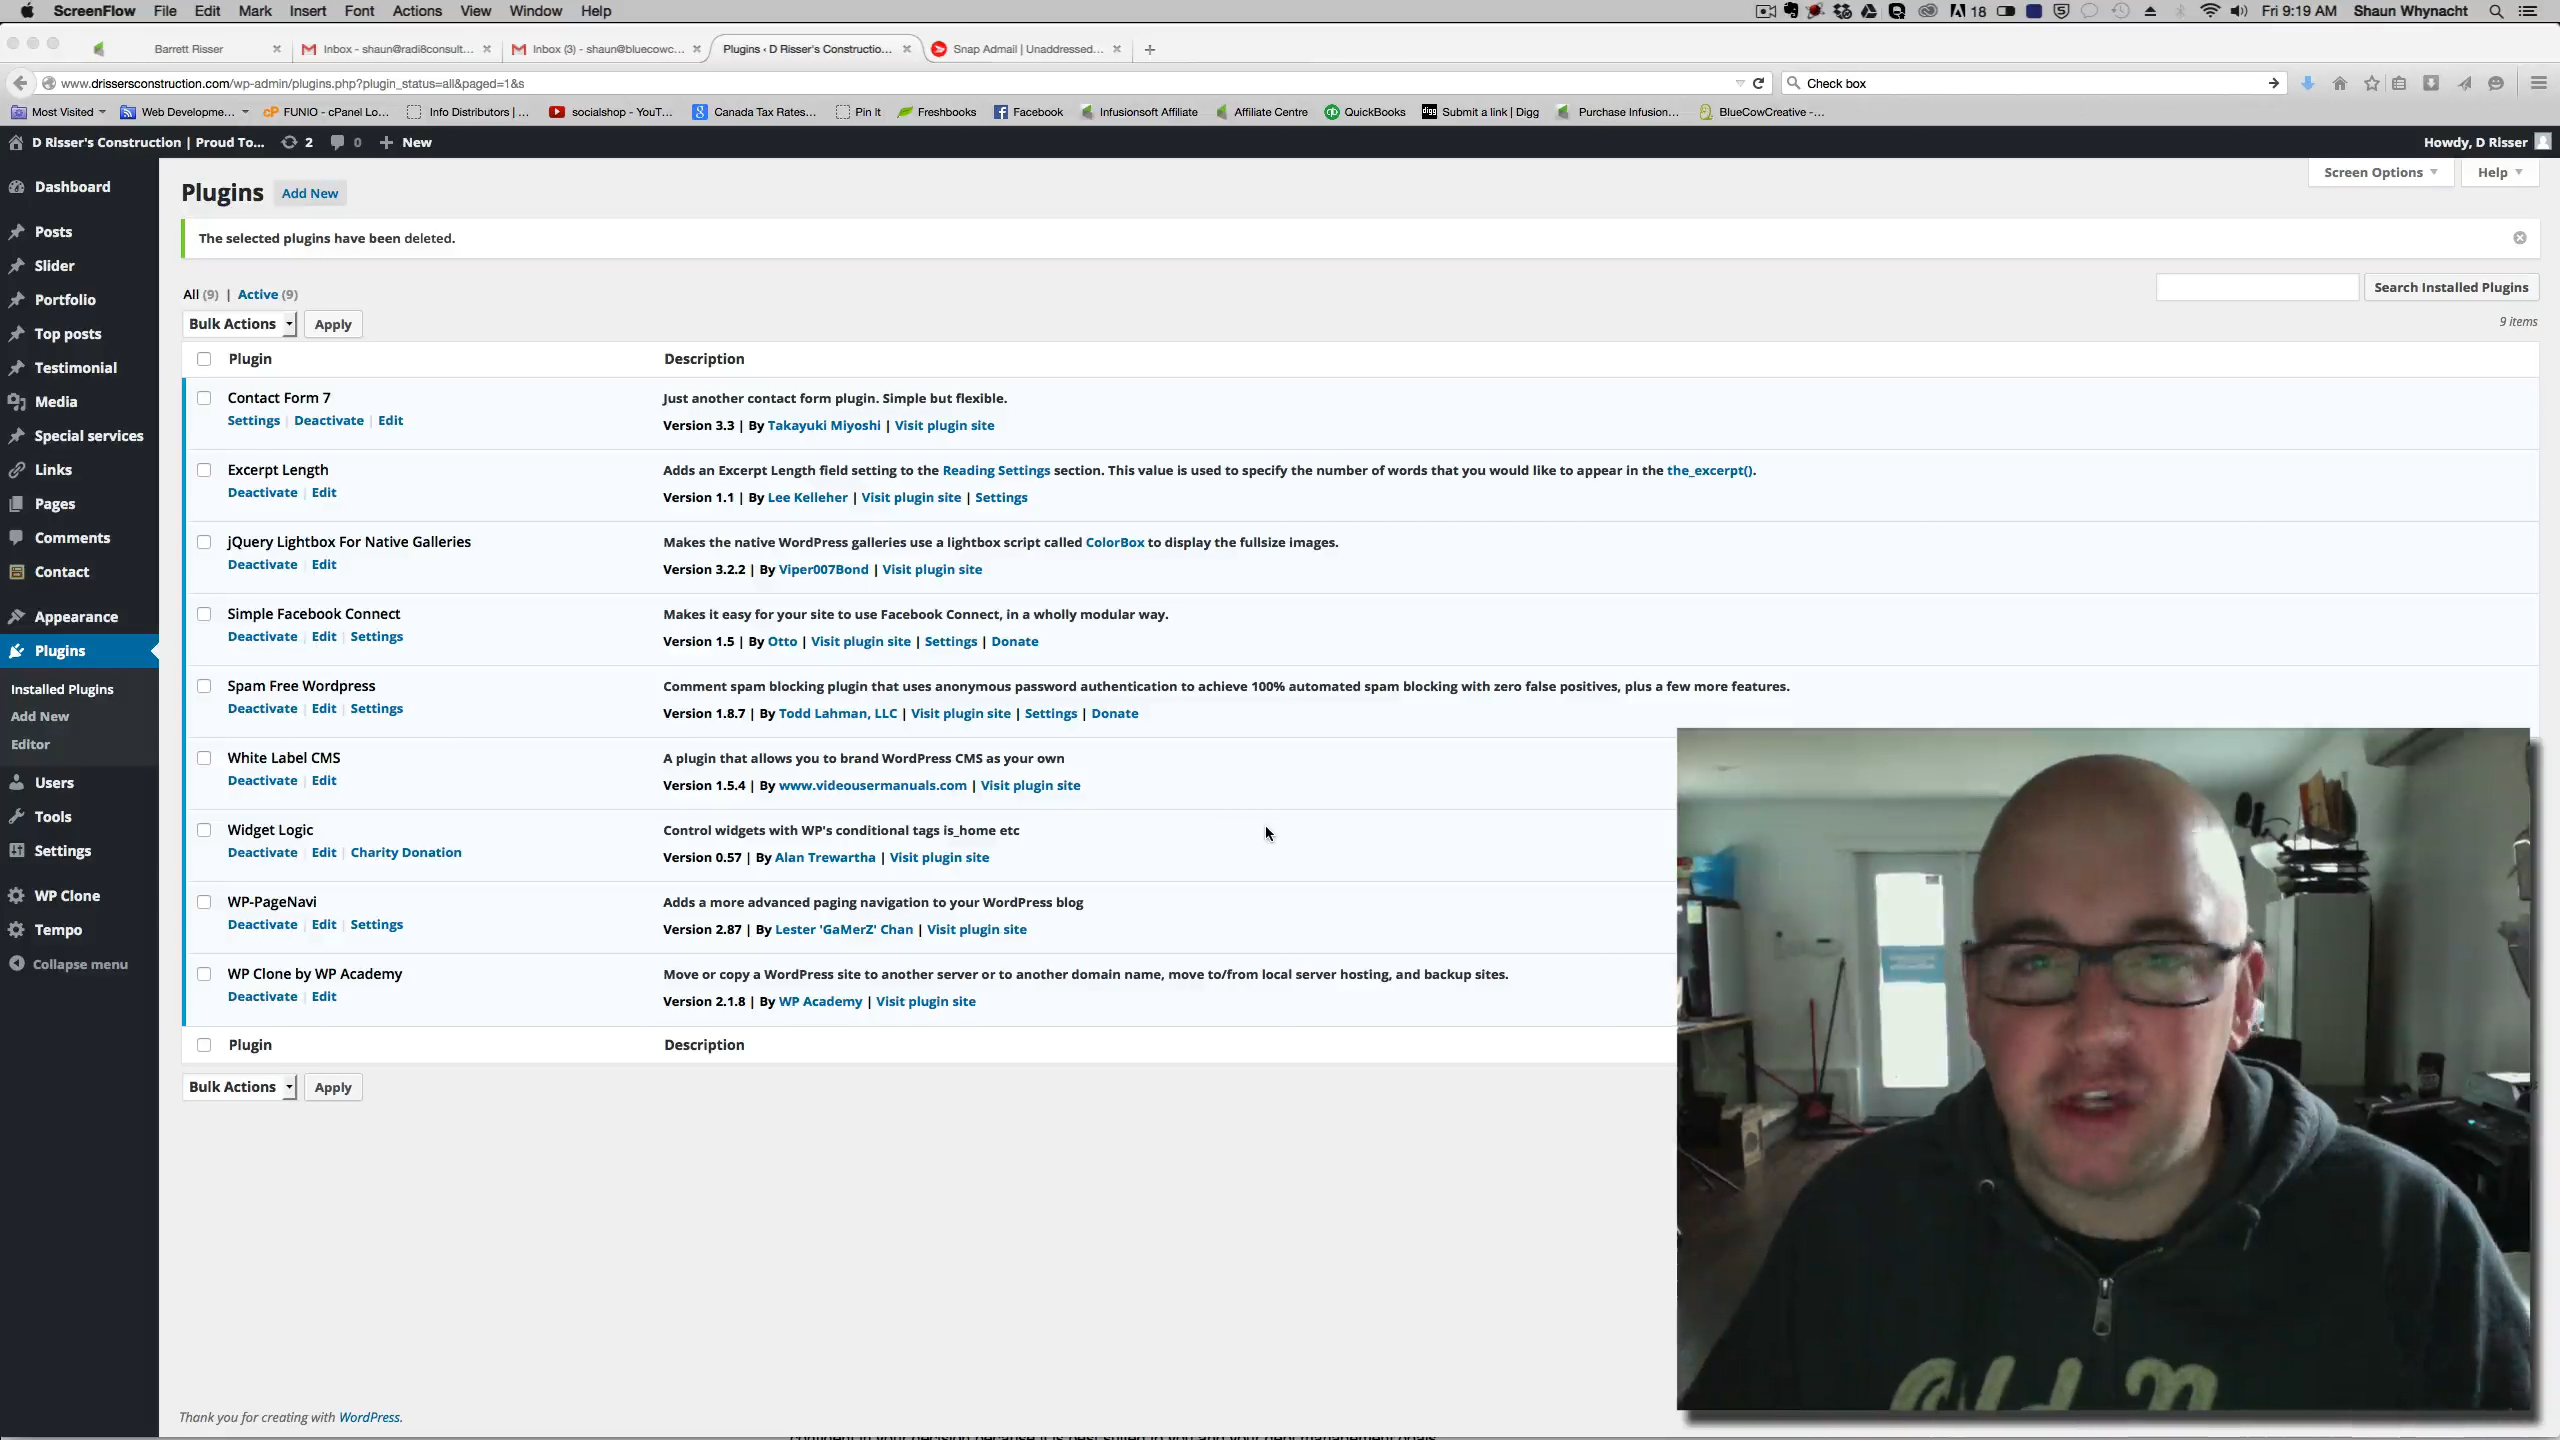 ScreenFlow File Edit Mark Insert Font Actions View Window Help 18 Fri 9:19 AM Shaun Whynacht
Barrett Risser Inbox - shaun@radi8consult... Inbox (3) - shaun@bluecowc... Plugins ‹ D Risser's Constructio... Snap Admail | Unaddressed...
www.drissersconstruction.com/wp-admin/plugins.php?plugin_status=all&paged=1&s Check box
Most Visited Web Developme... FUNIO - cPanel Lo... Info Distributors | ... socialshop - YouT... Canada Tax Rates... Pin It Freshbooks Facebook Infusionsoft Affiliate Affiliate Centre QuickBooks Submit a link | Digg Purchase Infusion... BlueCowCreative -...
D Risser's Construction | Proud To... 2 0 New Howdy, D Risser
Screen Options Help
Plugins Add New
The selected plugins have been deleted.
All (9) | Active (9)
Search Installed Plugins
Bulk Actions Apply
9 items
Plugin Description
Contact Form 7 Just another contact form plugin. Simple but flexible.
Settings | Deactivate | Edit Version 3.3 | By Takayuki Miyoshi | Visit plugin site
Excerpt Length Adds an Excerpt Length field setting to the Reading Settings section. This value is used to specify the number of words that you would like to appear in the the_excerpt().
Deactivate | Edit Version 1.1 | By Lee Kelleher | Visit plugin site | Settings
jQuery Lightbox For Native Galleries Makes the native WordPress galleries use a lightbox script called ColorBox to display the fullsize images.
Deactivate | Edit Version 3.2.2 | By Viper007Bond | Visit plugin site
Simple Facebook Connect Makes it easy for your site to use Facebook Connect, in a wholly modular way.
Deactivate | Edit | Settings Version 1.5 | By Otto | Visit plugin site | Settings | Donate
Spam Free Wordpress Comment spam blocking plugin that uses anonymous password authentication to achieve 100% automated spam blocking with zero false positives, plus a few more features.
Deactivate | Edit | Settings Version 1.8.7 | By Todd Lahman, LLC | Visit plugin site | Settings | Donate
White Label CMS A plugin that allows you to brand WordPress CMS as your own
Deactivate | Edit Version 1.5.4 | By www.videousermanuals.com | Visit plugin site
Widget Logic Control widgets with WP's conditional tags is_home etc
Deactivate | Edit | Charity Donation Version 0.57 | By Alan Trewartha | Visit plugin site
WP-PageNavi Adds a more advanced paging navigation to your WordPress blog
Deactivate | Edit | Settings Version 2.87 | By Lester 'GaMerZ' Chan | Visit plugin site
WP Clone by WP Academy Move or copy a WordPress site to another server or to another domain name, move to/from local server hosting, and backup sites.
Deactivate | Edit Version 2.1.8 | By WP Academy | Visit plugin site
Plugin Description
Bulk Actions Apply
Thank you for creating with WordPress.
Dashboard
Posts
Slider
Portfolio
Top posts
Testimonial
Media
Special services
Links
Pages
Comments
Contact
Appearance
Plugins
Installed Plugins
Add New
Editor
Users
Tools
Settings
WP Clone
Tempo
Collapse menu